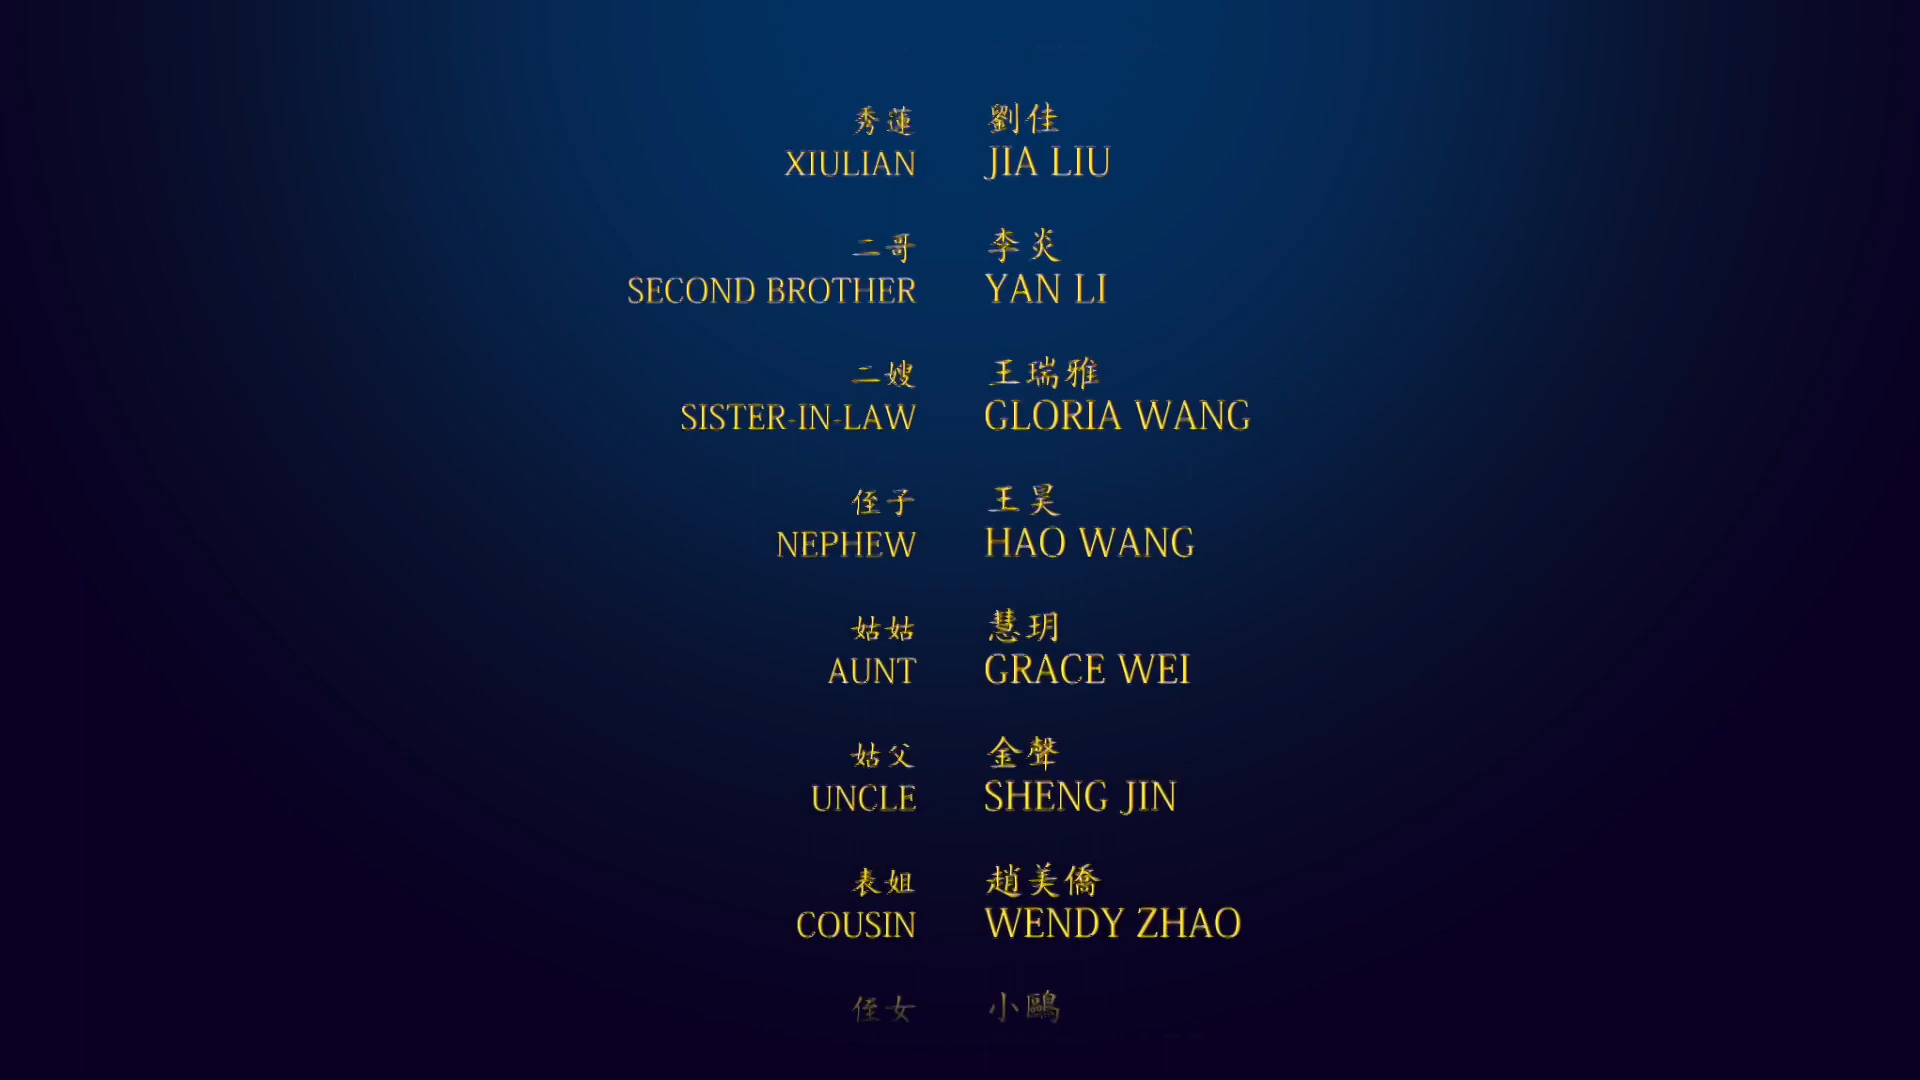 秀蓮 劉佳
XIULIAN JIA LIU
二哥 李炎
SECOND BROTHER YAN LI
二嫂 王瑞雅
SISTER-IN-LAW GLORIA WANG
侄子 王昊
NEPHEW HAO WANG
姑姑 慧玥
AUNT GRACE WEI
姑父 金聲
UNCLE SHENG JIN
表姐 趙美僑
COUSIN WENDY ZHAO
侄女 小鷗